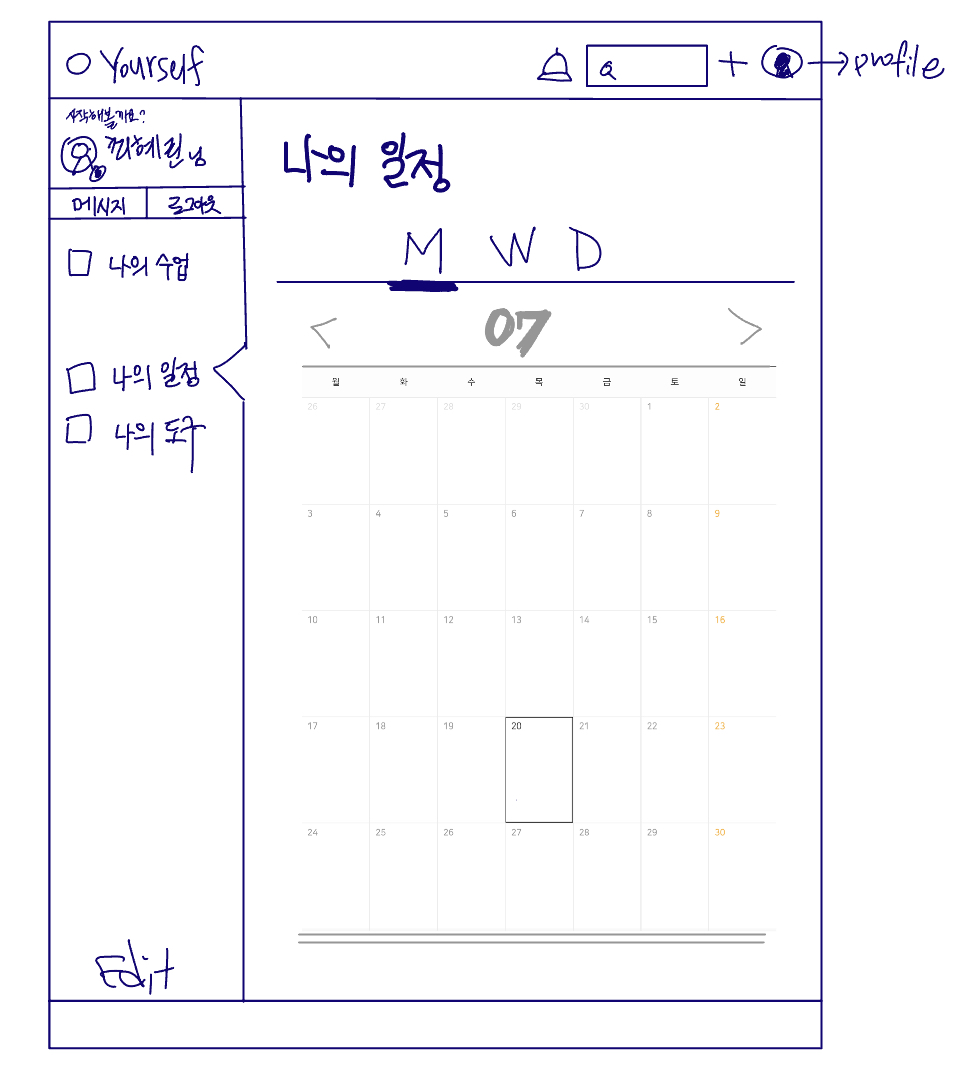 Yourself
Q
+
profile
시작해볼까요?
혜린님
메시지 로그아웃
나의 수업
나의 일정
나의 도구
Edit
나의 일정
M W D
< 07 >
월 화 수 목 금 토 일
26 27 28 29 30 1 2
3 4 5 6 7 8 9
10 11 12 13 14 15 16
17 18 19 20 21 22 23
24 25 26 27 28 29 30